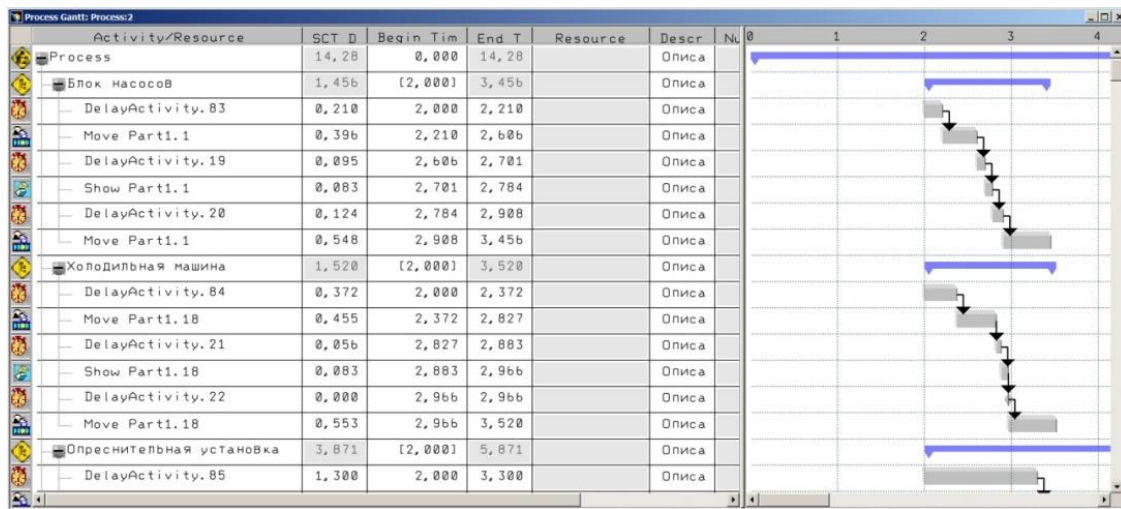 Process Gantt: Process:2
Activity/Resource SCT D Begin Tim End T Resource Descr Nu 0 1 2 3 4
Process 14,28 0,000 14,28 Описа
Блок насосов 1,456 [2,000] 3,456 Описа
DelayActivity.83 0,210 2,000 2,210 Описа
Move Part1.1 0,396 2,210 2,606 Описа
DelayActivity.19 0,095 2,606 2,701 Описа
Show Part1.1 0,083 2,701 2,784 Описа
DelayActivity.20 0,124 2,784 2,908 Описа
Move Part1.1 0,548 2,908 3,456 Описа
Холодильная машина 1,520 [2,000] 3,520 Описа
DelayActivity.84 0,372 2,000 2,372 Описа
Move Part1.18 0,455 2,372 2,827 Описа
DelayActivity.21 0,056 2,827 2,883 Описа
Show Part1.18 0,083 2,883 2,966 Описа
DelayActivity.22 0,000 2,966 2,966 Описа
Move Part1.18 0,553 2,966 3,520 Описа
Опреснительная установка 3,871 [2,000] 5,871 Описа
DelayActivity.85 1,300 2,000 3,300 Описа